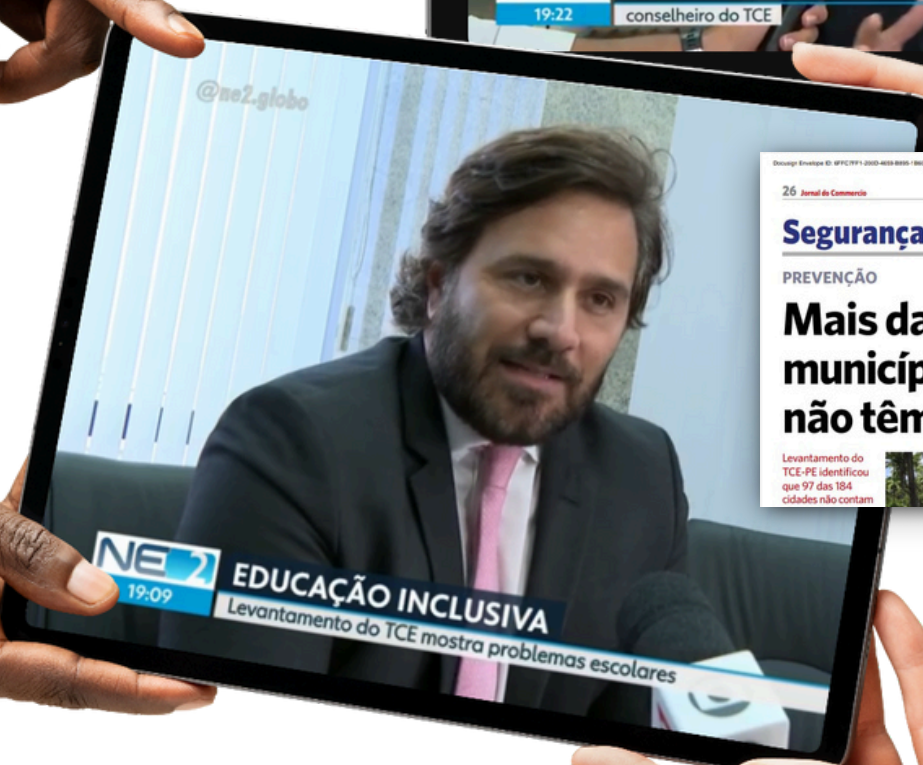 19:22
conselheiro do TCE
@ne2.globo
NE2
19:09
EDUCAÇÃO INCLUSIVA
Levantamento do TCE mostra problemas escolares
26 Jornal do Commercio
Segurança
PREVENÇÃO
Mais da
municíp
não têm
Levantamento do
TCE-PE identificou
que 97 das 184
cidades não contam